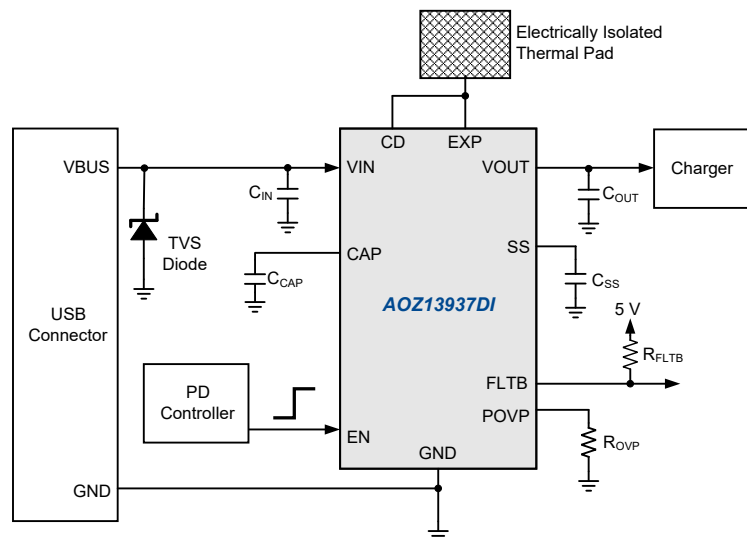 Electrically Isolated
Thermal Pad
CD
EXP
VBUS
VIN
VOUT
Charger
CIN
COUT
TVS
Diode
CAP
SS
CCAP
CSS
AOZ13937DI
USB
Connector
5 V
RFLTB
PD
Controller
FLTB
POVP
EN
ROVP
GND
GND